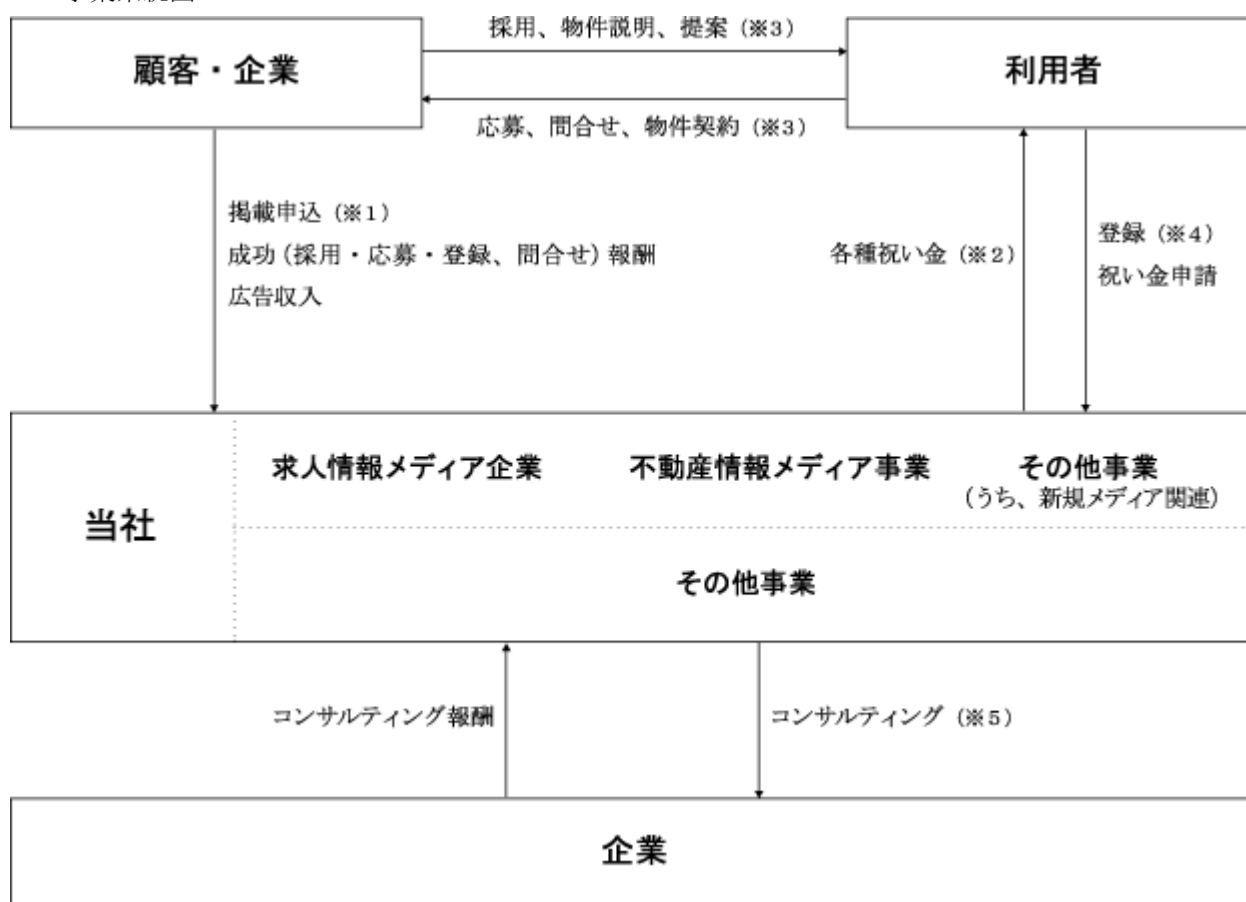 採用、物件説明、提案 (※3)
顧客・企業
利用者
応募、問合せ、物件契約 (※3)
掲載申込 (※1)
成功 (採用・応募・登録、問合せ) 報酬
広告収入
各種祝い金 (※2)
登録 (※4)
祝い金申請
求人情報メディア企業
不動産情報メディア事業
その他事業
(うち、新規メディア関連)
当社
その他事業
コンサルティング報酬
コンサルティング (※5)
企業